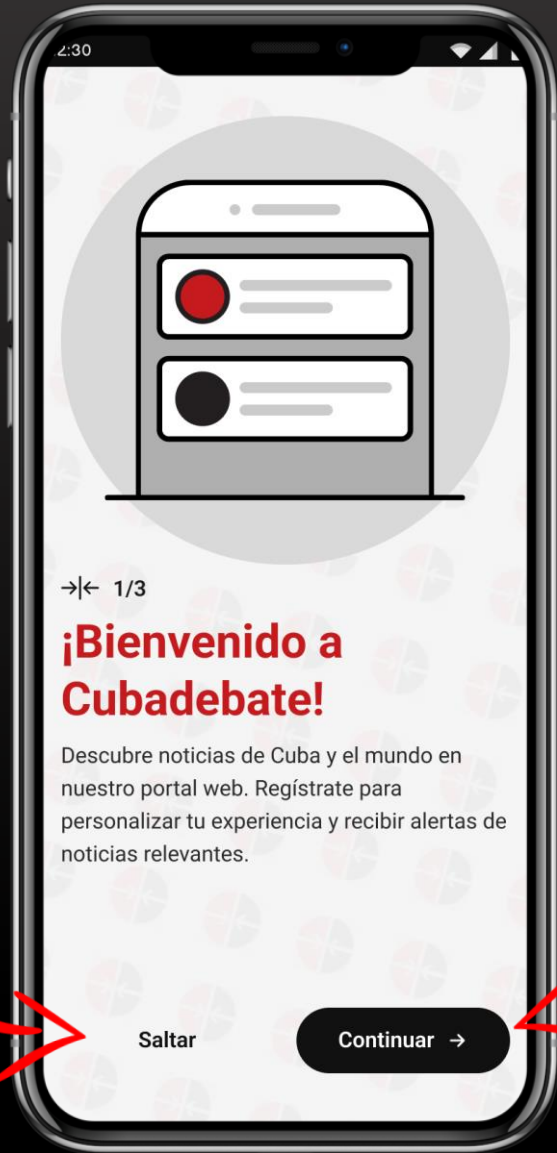 2:30
1/3
¡Bienvenido a
Cubadebate!
Descubre noticias de Cuba y el mundo en
nuestro portal web. Regístrate para
personalizar tu experiencia y recibir alertas de
noticias relevantes.
Saltar
Continuar →